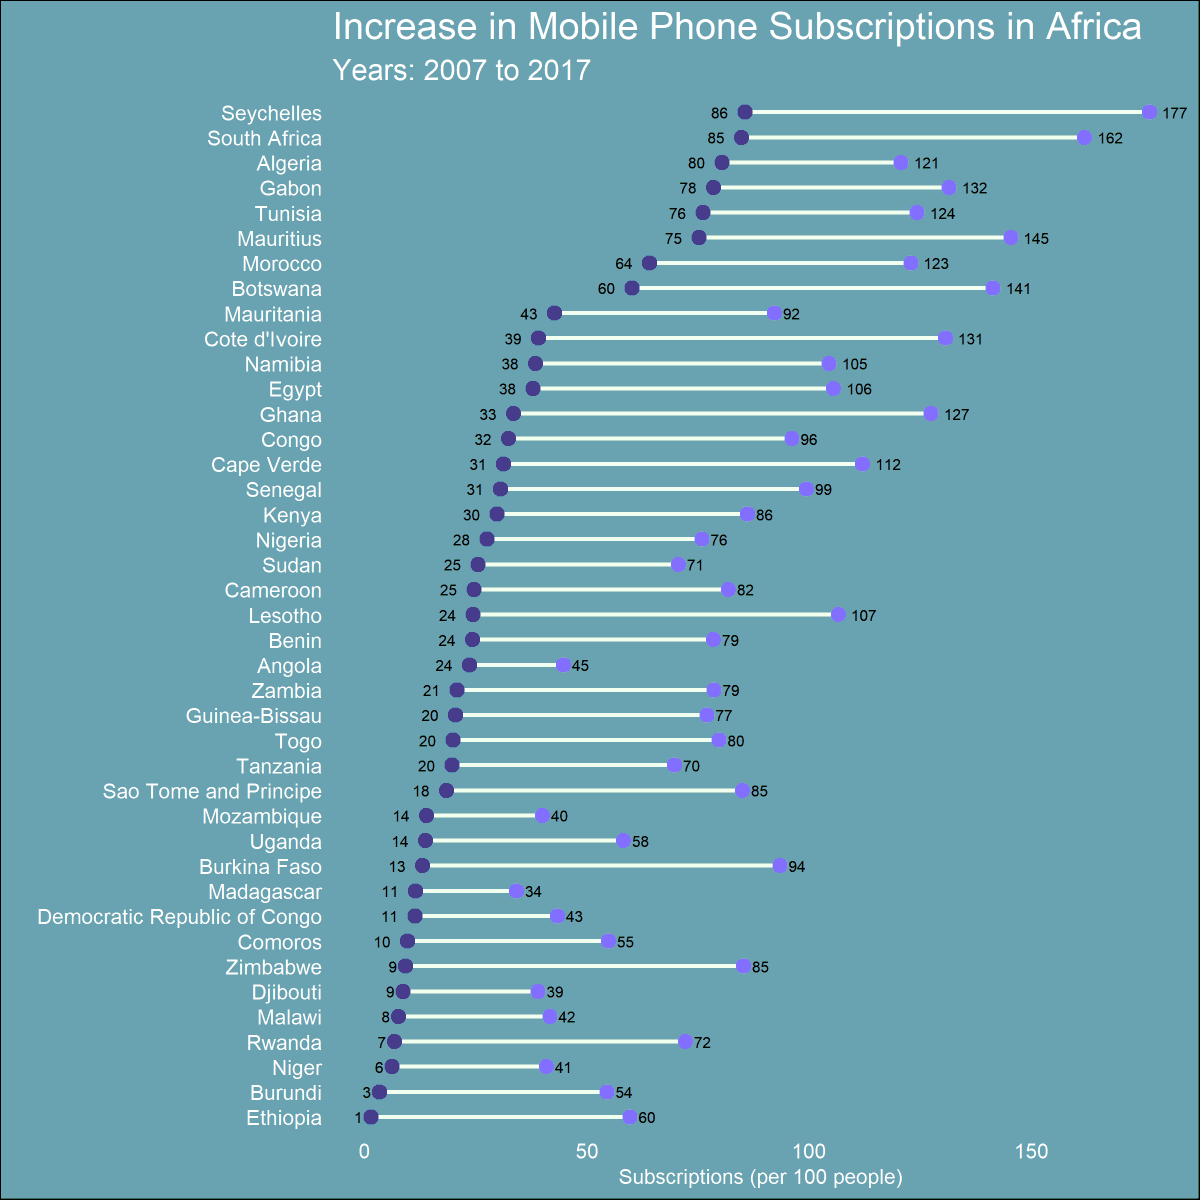 Increase in Mobile Phone Subscriptions in Africa
Years: 2007 to 2017
Seychelles 86 177
South Africa 85 162
Algeria 80 121
Gabon 78 132
Tunisia 76 124
Mauritius 75 145
Morocco 64 123
Botswana 60 141
Mauritania 43 92
Cote d'Ivoire 39 131
Namibia 38 105
Egypt 38 106
Ghana 33 127
Congo 32 96
Cape Verde 31 112
Senegal 31 99
Kenya 30 86
Nigeria 28 76
Sudan 25 71
Cameroon 25 82
Lesotho 24 107
Benin 24 79
Angola 24 45
Zambia 21 79
Guinea-Bissau 20 77
Togo 20 80
Tanzania 20 70
Sao Tome and Principe 18 85
Mozambique 14 40
Uganda 14 58
Burkina Faso 13 94
Madagascar 11 34
Democratic Republic of Congo 11 43
Comoros 10 55
Zimbabwe 9 85
Djibouti 9 39
Malawi 8 42
Rwanda 7 72
Niger 6 41
Burundi 3 54
Ethiopia 1 60
0 50 100 150
Subscriptions (per 100 people)